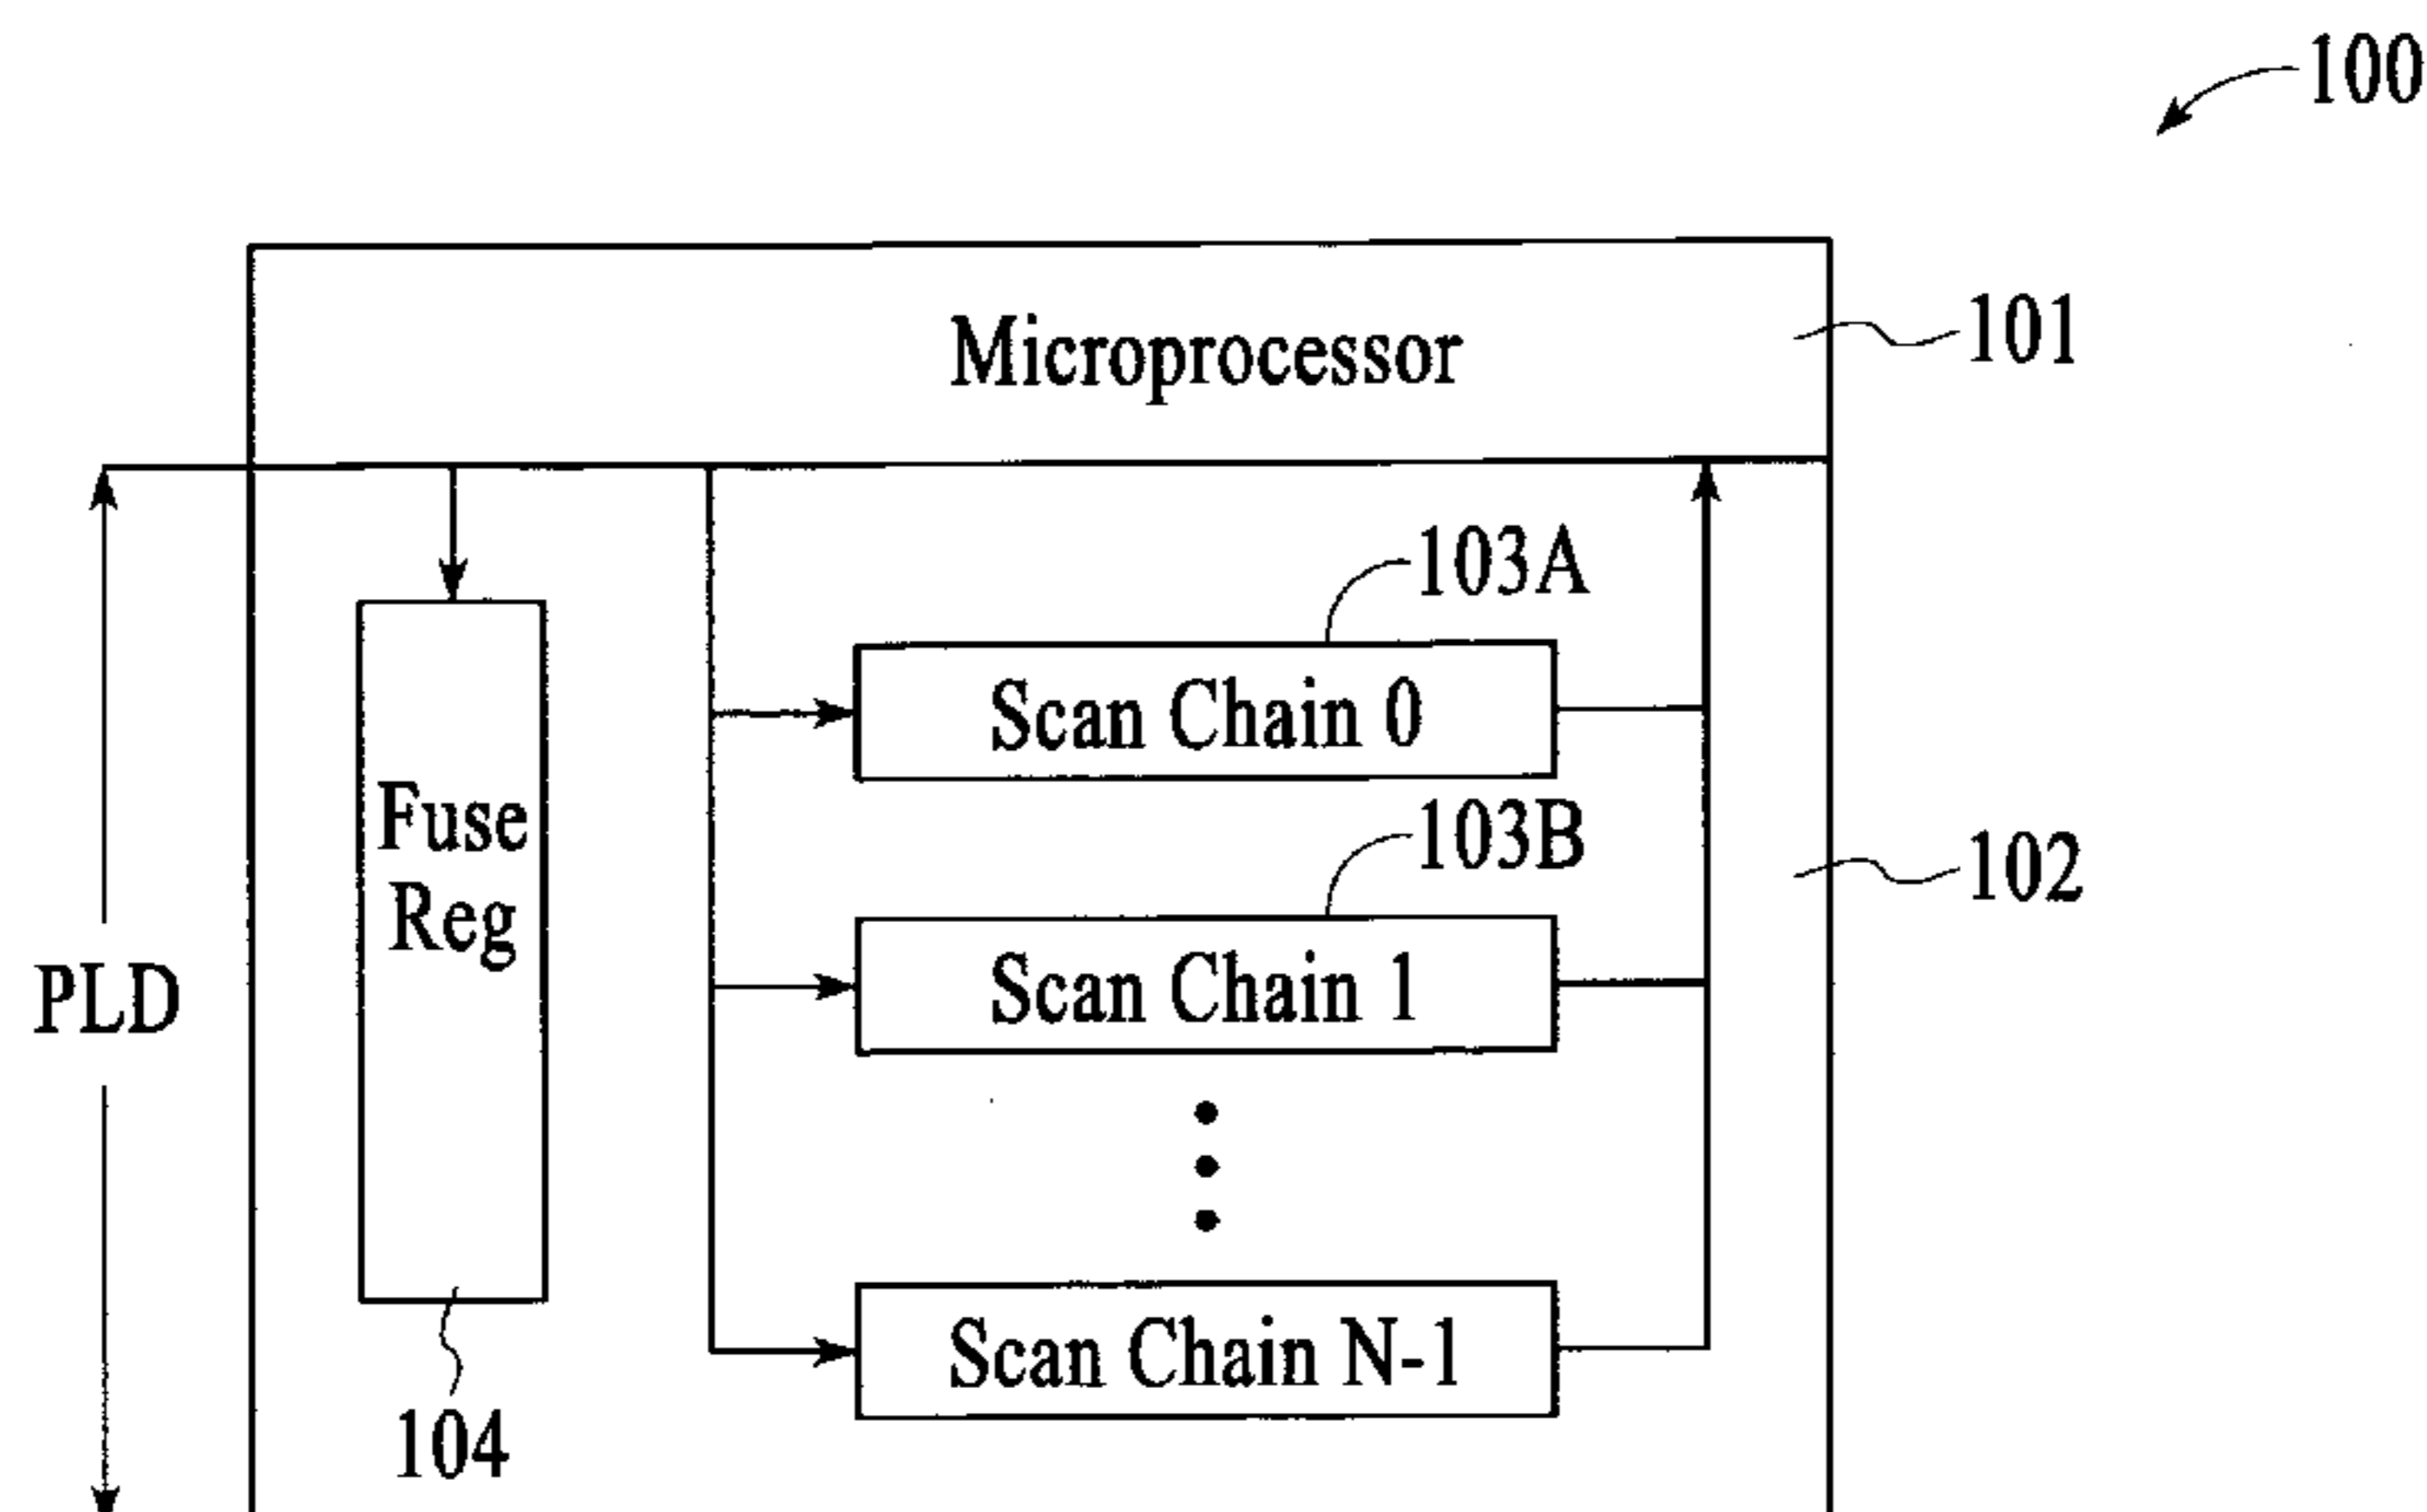 100
Microprocessor
101
103A
Scan Chain 0
Fuse
Reg
103B
102
PLD
Scan Chain 1
Scan Chain N-1
104